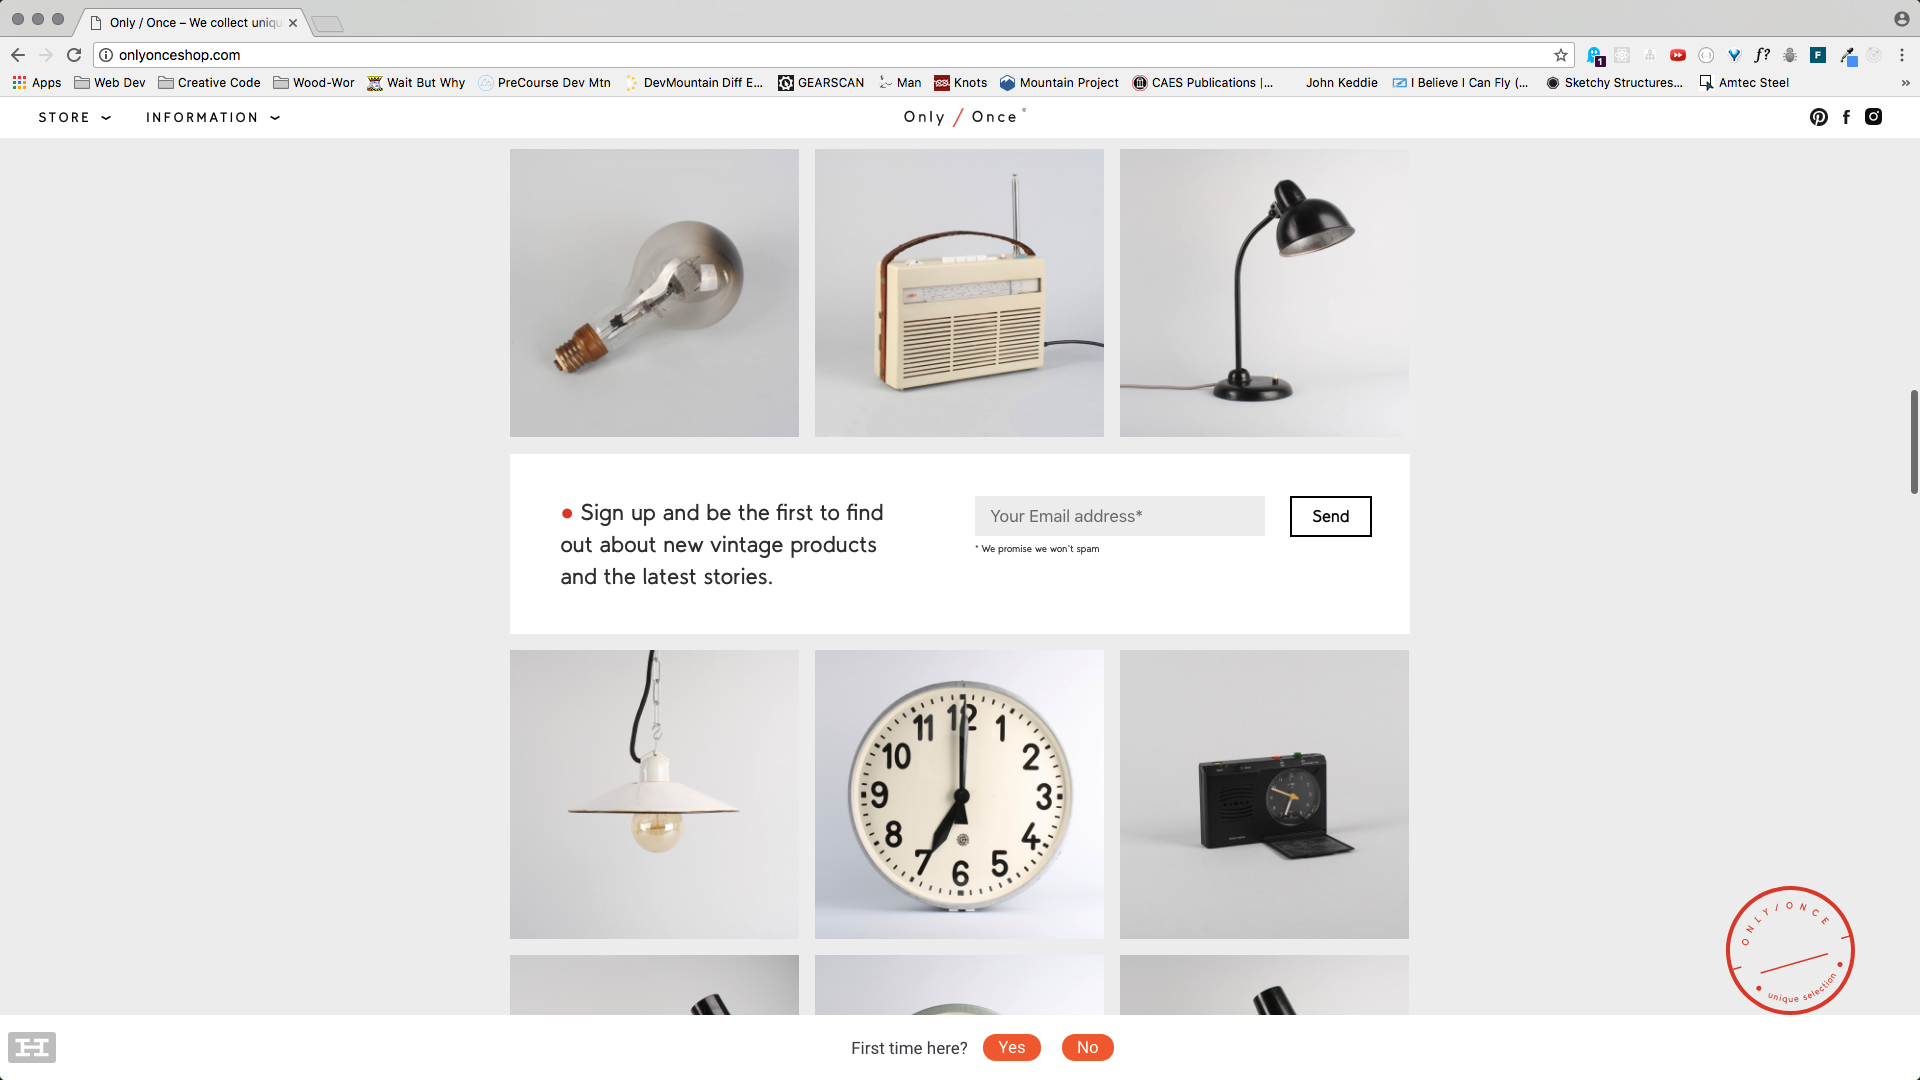 Only / Once – We collect uniqu
onlyonceshop.com
1
f?
F
Apps
Web Dev
Creative Code
Wood-Wor
Wait But Why
PreCourse Dev Mtn
DevMountain Diff E...
GEARSCAN
Man
Knots
Mountain Project
CAES Publications |...
John Keddie
I Believe I Can Fly (...
Sketchy Structures...
Amtec Steel
STORE
INFORMATION
Only / Once
Sign up and be the first to find
out about new vintage products
and the latest stories.
Your Email address*
Send
* We promise we won't spam
12
1
2
3
4
5
6
7
8
9
10
11
ONLY/ONCE
unique selection
First time here?
Yes
No